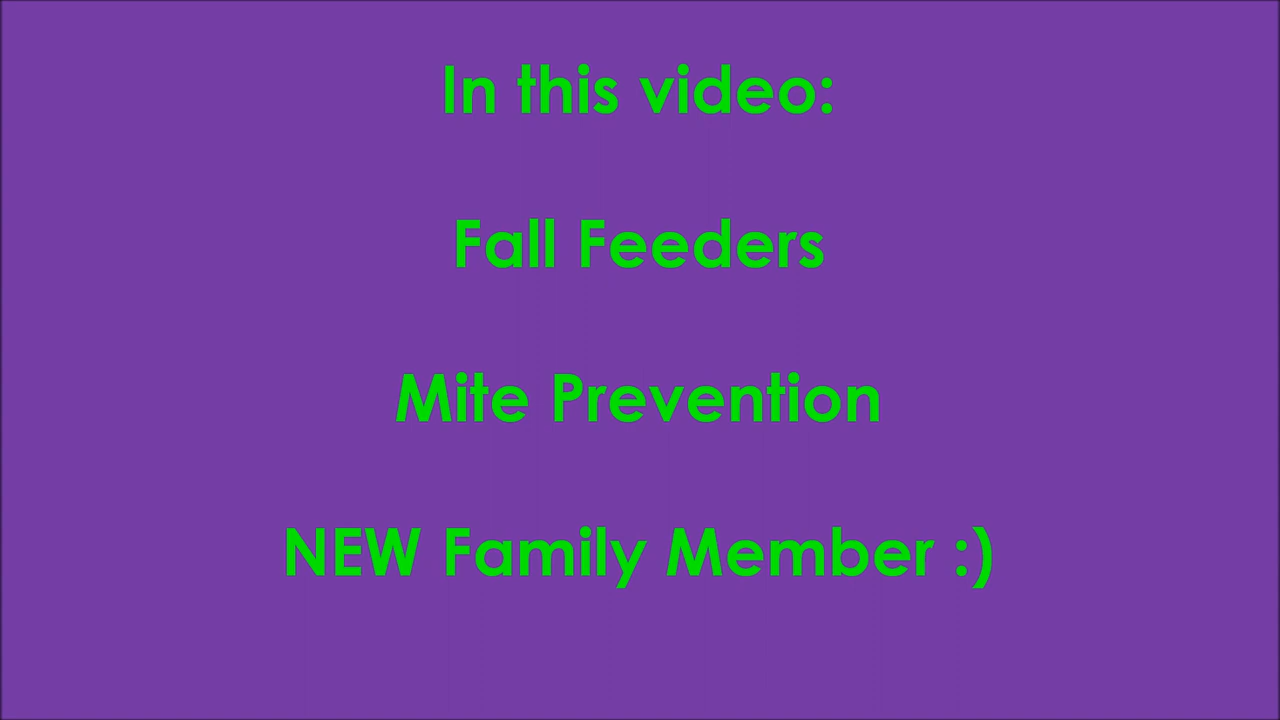 In this video:
Fall Feeders
Mite Prevention
NEW Family Member :)